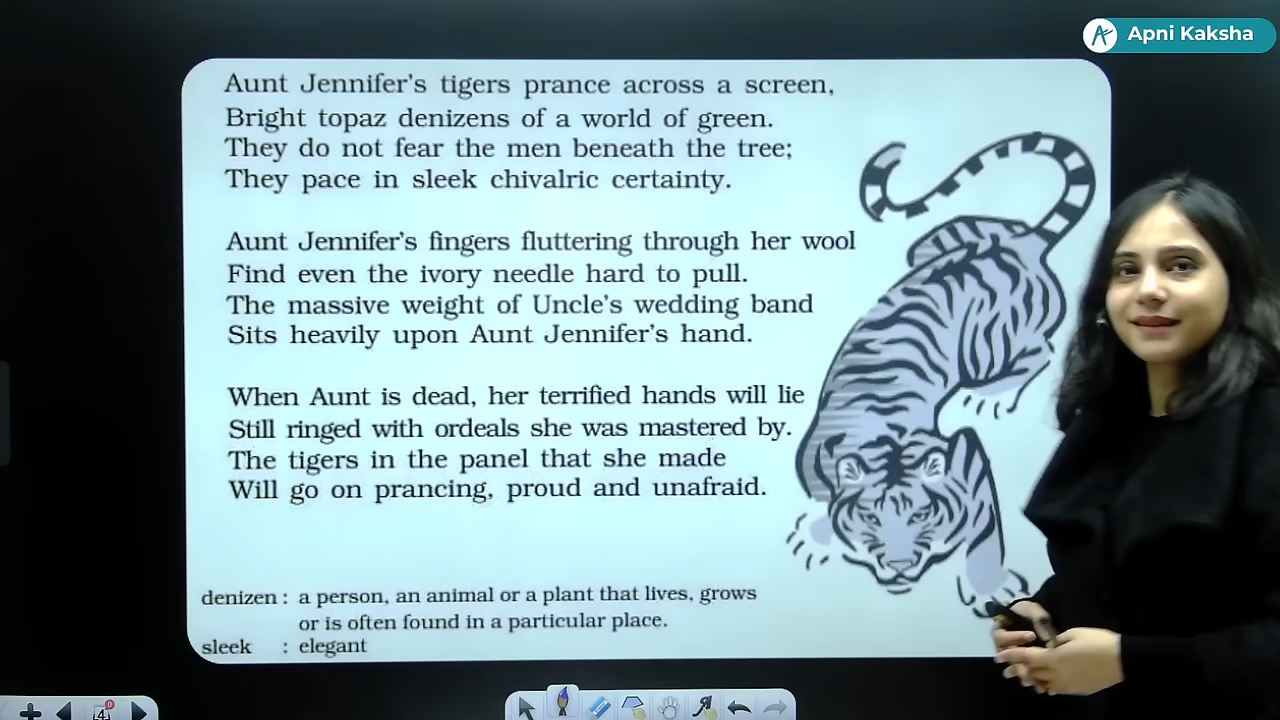 Apni Kaksha
Aunt Jennifer's tigers prance across a screen,
Bright topaz denizens of a world of green.
They do not fear the men beneath the tree;
They pace in sleek chivalric certainty.
Aunt Jennifer's fingers fluttering through her wool
Find even the ivory needle hard to pull.
The massive weight of Uncle's wedding band
Sits heavily upon Aunt Jennifer's hand.
When Aunt is dead, her terrified hands will lie
Still ringed with ordeals she was mastered by.
The tigers in the panel that she made
Will go on prancing, proud and unafraid.
denizen : a person, an animal or a plant that lives, grows
or is often found in a particular place.
sleek : elegant
4